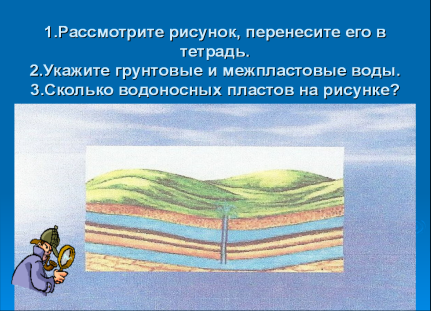 1.Рассмотрите рисунок, перенесите его в
тетрадь.
2.Укажите грунтовые и межпластовые воды.
3.Сколько водоносных пластов на рисунке?